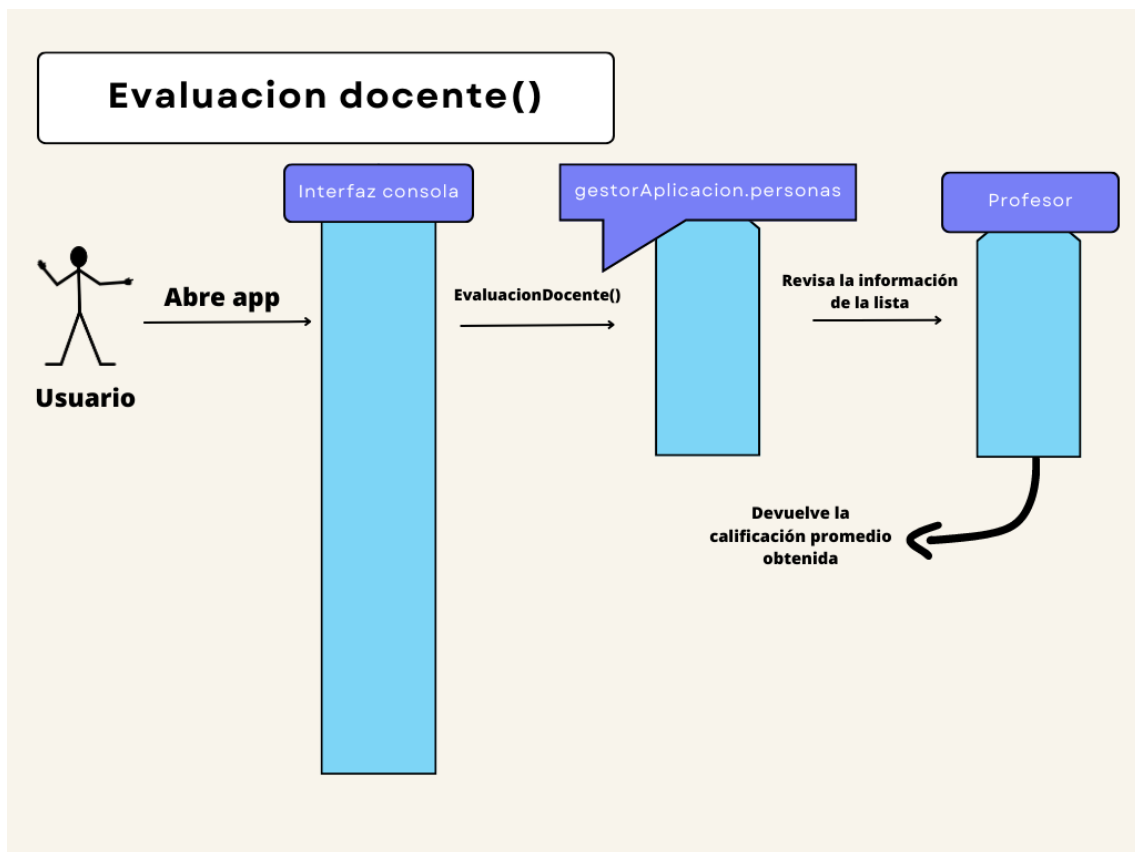 Evaluacion docente()
Interfaz consola
gestorAplicacion.personas
Profesor
Abre app
EvaluacionDocente()
Revisa la información
de la lista
Usuario
Devuelve la
calificación promedio
obtenida